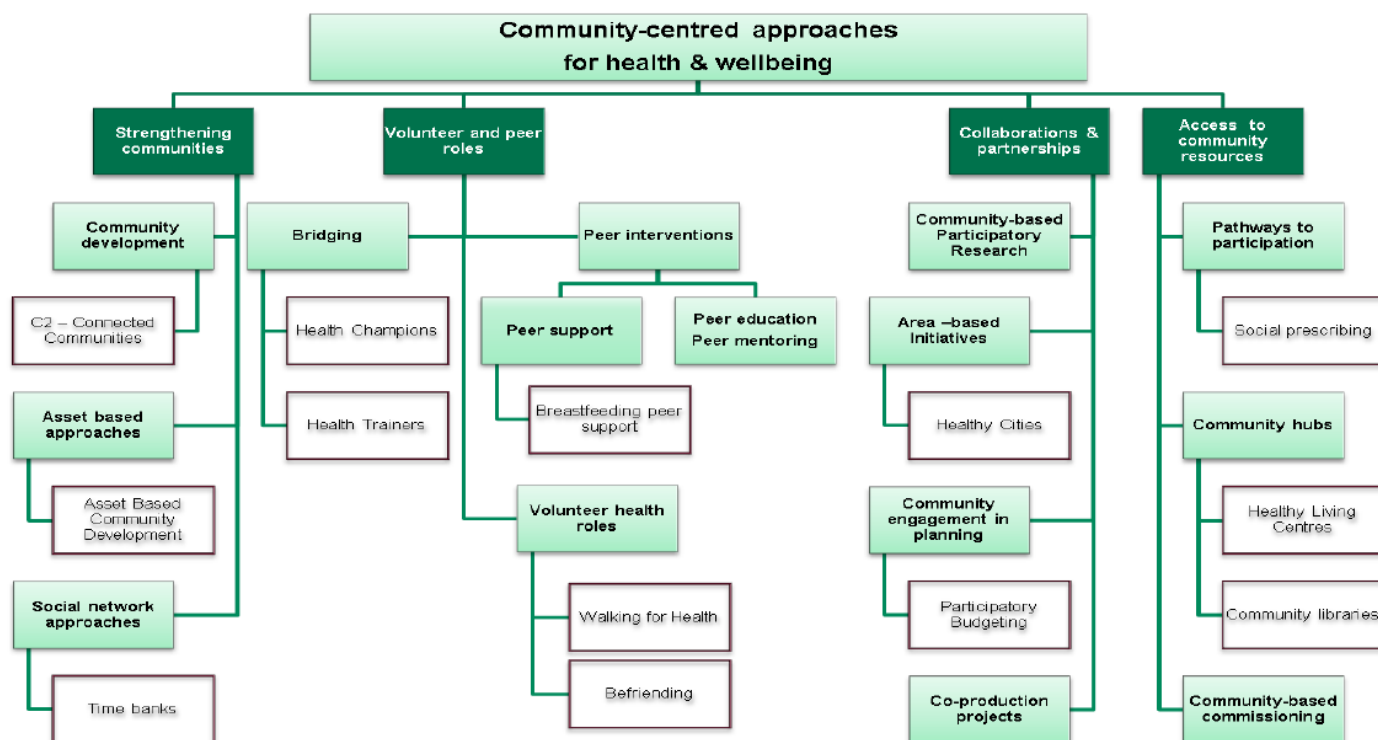 Community-centred approaches
for health & wellbeing
Strengthening
communities
Volunteer and peer
roles
Collaborations &
partnerships
Access to
community
resources
Community
development
C2 – Connected
Communities
Asset based
approaches
Asset Based
Community
Development
Social network
approaches
Time banks
Bridging
Health Champions
Health Trainers
Peer interventions
Peer support
Breastfeeding peer
support
Peer education
Peer mentoring
Volunteer health
roles
Walking for Health
Befriending
Community-based
Participatory
Research
Area –based
Initiatives
Healthy Cities
Community
engagement in
planning
Participatory
Budgeting
Co-production
projects
Pathways to
participation
Social prescribing
Community hubs
Healthy Living
Centres
Community libraries
Community-based
commissioning